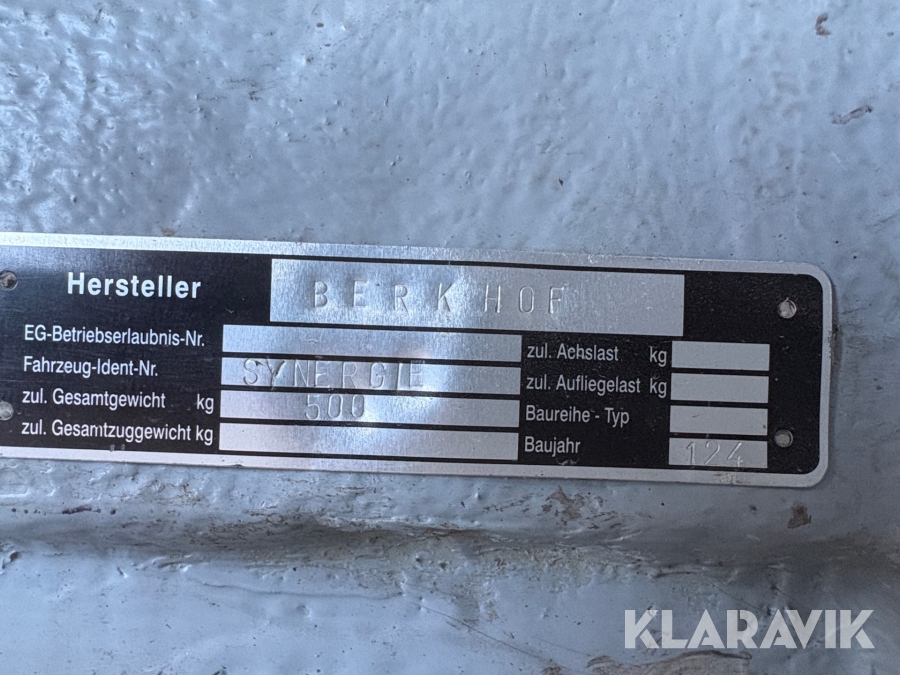 Hersteller BERKHOF
EG-Betriebserlaubnis-Nr. zul. Achslast kg
Fahrzeug-Ident-Nr. SYNERGIE zul. Aufliegelast kg
zul. Gesamtgewicht kg 500 Baureihe - Typ
zul. Gesamtzuggewicht kg Baujahr 124
KLARAVIK